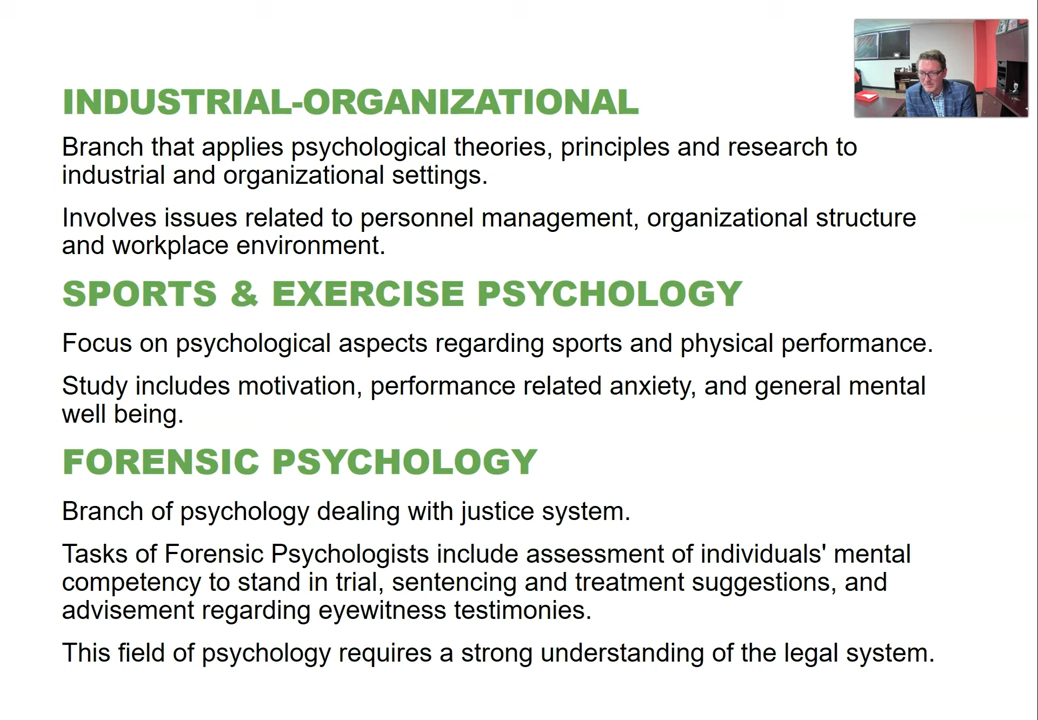 INDUSTRIAL-ORGANIZATIONAL
Branch that applies psychological theories, principles and research to
industrial and organizational settings.
Involves issues related to personnel management, organizational structure
and workplace environment.
SPORTS & EXERCISE PSYCHOLOGY
Focus on psychological aspects regarding sports and physical performance.
Study includes motivation, performance related anxiety, and general mental
well being.
FORENSIC PSYCHOLOGY
Branch of psychology dealing with justice system.
Tasks of Forensic Psychologists include assessment of individuals' mental
competency to stand in trial, sentencing and treatment suggestions, and
advisement regarding eyewitness testimonies.
This field of psychology requires a strong understanding of the legal system.